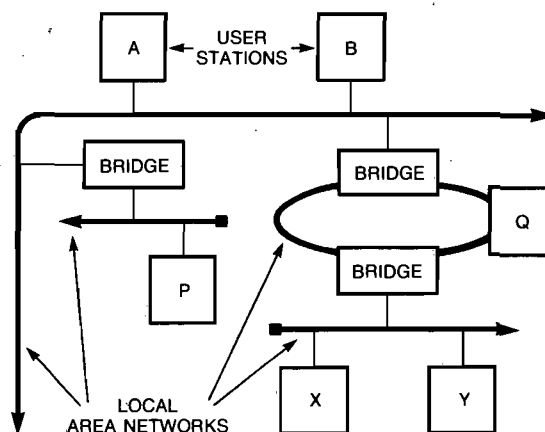 A
USER
STATIONS
B
BRIDGE
BRIDGE
Q
P
BRIDGE
LOCAL
AREA NETWORKS
X
Y